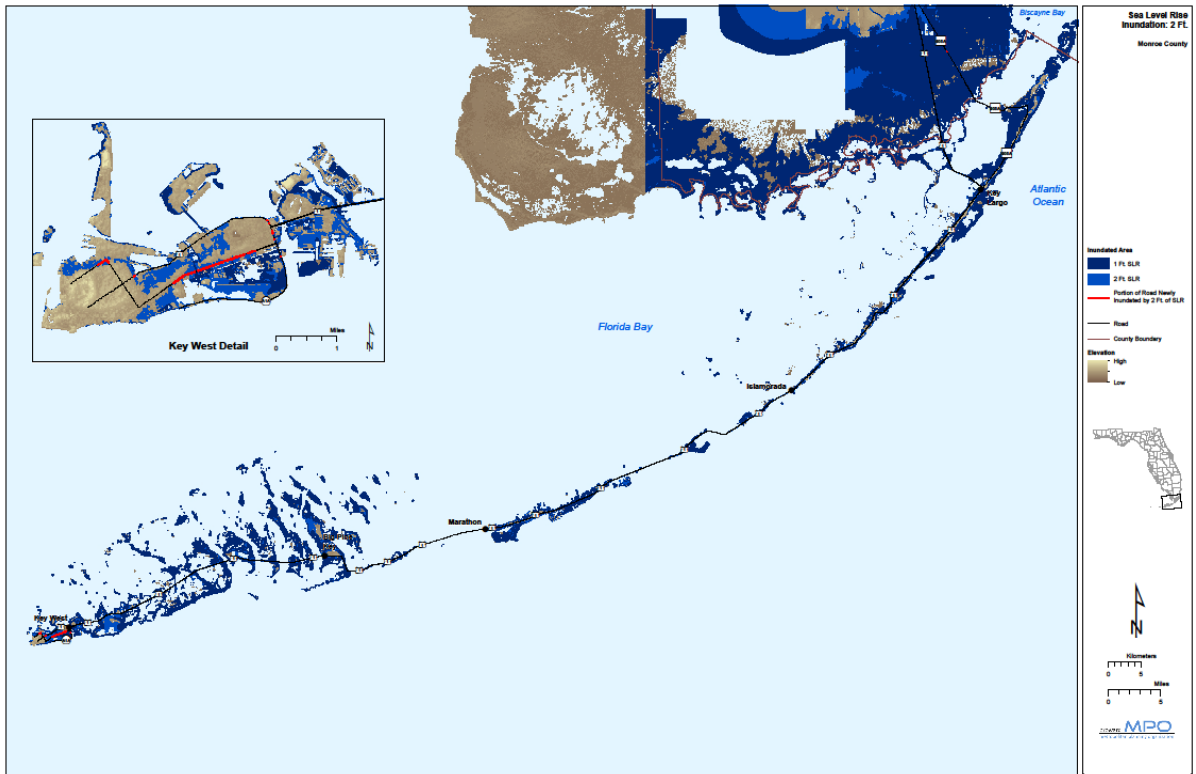 Sea Level Rise
Inundation: 2 Ft.
Monroe County
Biscayne Bay
Atlantic
Ocean
Key
Largo
Florida Bay
Islamorada
Marathon
Big Pine
Key West
Key West Detail
Miles
0 1
N
Inundated Area
1 Ft. SLR
2 Ft. SLR
Portion of Road Newly
Inundated by 2 Ft. of SLR
Road
County Boundary
Elevation
High
Low
N
Kilometers
0 5
Miles
0 5
MPO